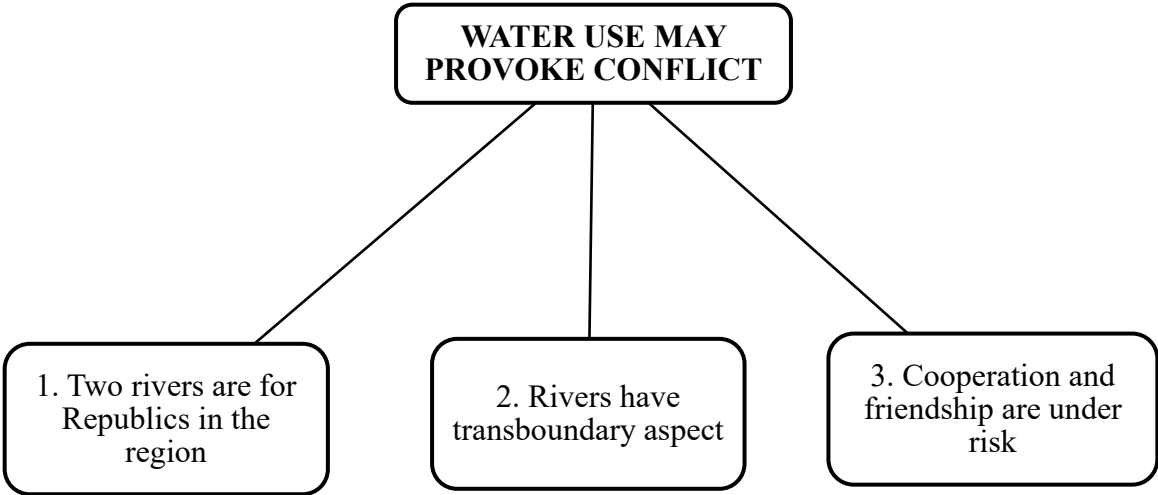 WATER USE MAY
PROVOKE CONFLICT
1. Two rivers are for
Republics in the
region
2. Rivers have
transboundary aspect
3. Cooperation and
friendship are under
risk